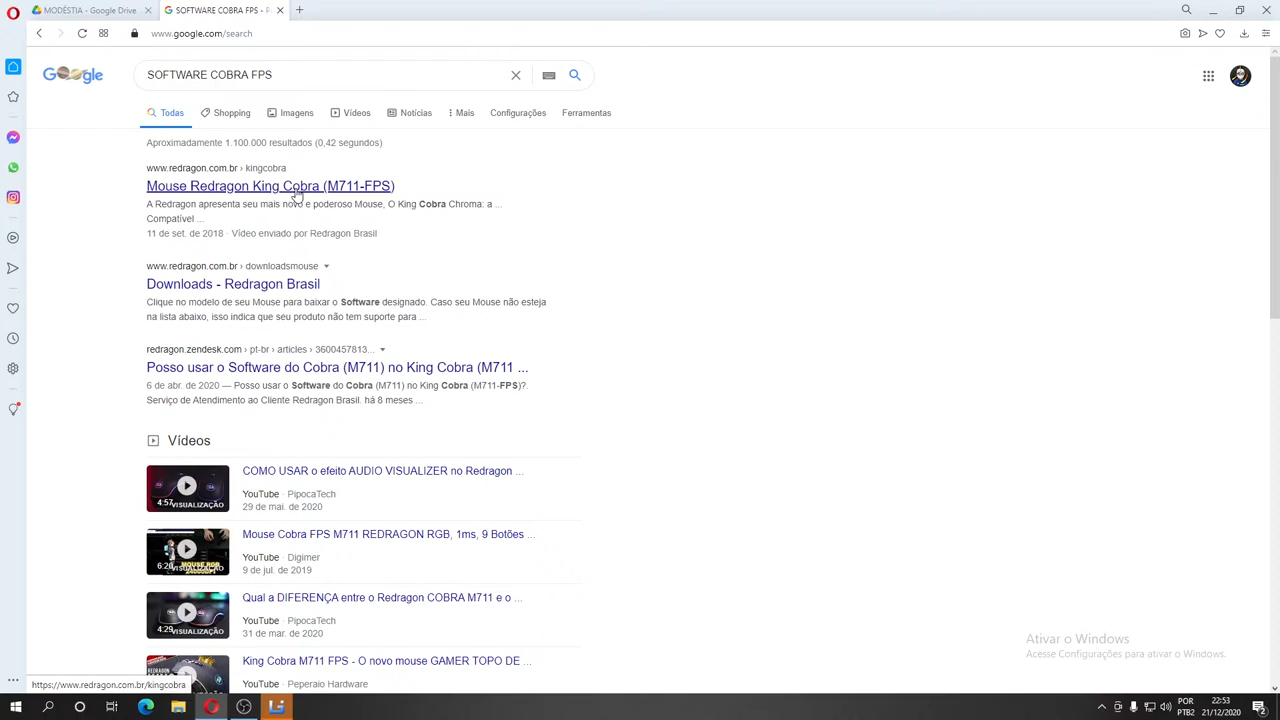 MODÉSTIA - Google Drive
SOFTWARE COBRA FPS - P
www.google.com/search
Google
SOFTWARE COBRA FPS
Todas
Shopping
Imagens
Vídeos
Notícias
Mais
Configurações
Ferramentas
Aproximadamente 1.100.000 resultados (0,42 segundos)
www.redragon.com.br › kingcobra
Mouse Redragon King Cobra (M711-FPS)
A Redragon apresenta seu mais novo e poderoso Mouse, O King Cobra Chroma: a ...
Compatível ...
11 de set. de 2018 · Vídeo enviado por Redragon Brasil
www.redragon.com.br › downloadsmouse
Downloads - Redragon Brasil
Clique no modelo de seu Mouse para baixar o Software designado. Caso seu Mouse não esteja
na lista abaixo, isso indica que seu produto não tem suporte para ...
redragon.zendesk.com › pt-br › articles › 3600457813...
Posso usar o Software do Cobra (M711) no King Cobra (M711 ...
6 de abr. de 2020 — Posso usar o Software do Cobra (M711) no King Cobra (M711-FPS)?.
Serviço de Atendimento ao Cliente Redragon Brasil. há 8 meses ...
Vídeos
COMO USAR o efeito AUDIO VISUALIZER no Redragon ...
YouTube · PipocaTech
29 de mai. de 2020
4:57
VISUALIZAÇÃO
Mouse Cobra FPS M711 REDRAGON RGB, 1ms, 9 Botões ...
YouTube · Digimer
9 de jul. de 2019
6:20
VISUALIZAÇÃO
Qual a DIFERENÇA entre o Redragon COBRA M711 e o ...
YouTube · PipocaTech
31 de mar. de 2020
4:29
VISUALIZAÇÃO
King Cobra M711 FPS - O novo mouse GAMER TOPO DE ...
YouTube · Peperaio Hardware
Ativar o Windows
Acesse Configurações para ativar o Windows.
https://www.redragon.com.br/kingcobra
POR
PTB2
22:53
21/12/2020
2